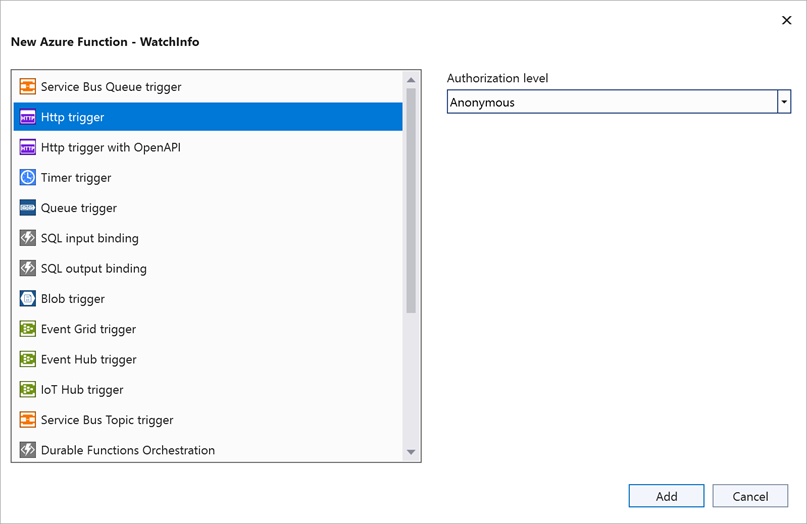 New Azure Function - WatchInfo
Service Bus Queue trigger
HTTP Http trigger
HTTP Http trigger with OpenAPI
Timer trigger
Queue trigger
SQL input binding
SQL output binding
Blob trigger
Event Grid trigger
Event Hub trigger
IoT Hub trigger
Service Bus Topic trigger
Durable Functions Orchestration
Authorization level
Anonymous
Add
Cancel